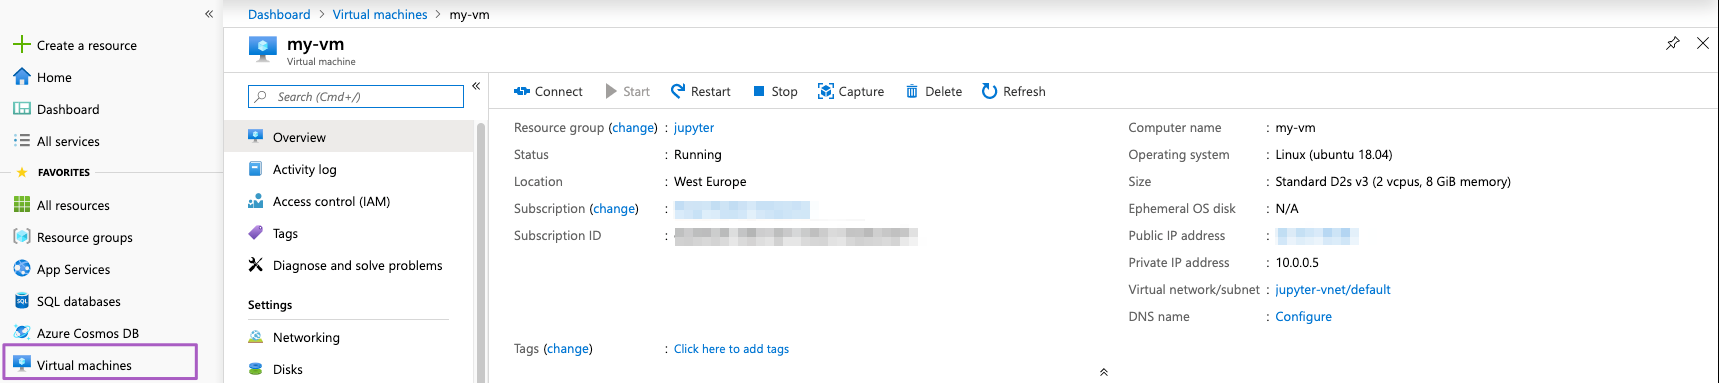 Dashboard > Virtual machines > my-vm
«
Create a resource
Home
Dashboard
All services
FAVORITES
All resources
Resource groups
App Services
SQL databases
Azure Cosmos DB
Virtual machines
my-vm
Virtual machine
Search (Cmd+/)
«
Overview
Activity log
Access control (IAM)
Tags
Diagnose and solve problems
Settings
Networking
Disks
Connect Start Restart Stop Capture Delete Refresh
Resource group (change) : jupyter
Status : Running
Location : West Europe
Subscription (change) :
Subscription ID :
Computer name : my-vm
Operating system : Linux (ubuntu 18.04)
Size : Standard D2s v3 (2 vcpus, 8 GiB memory)
Ephemeral OS disk : N/A
Public IP address :
Private IP address : 10.0.0.5
Virtual network/subnet : jupyter-vnet/default
DNS name : Configure
Tags (change) : Click here to add tags